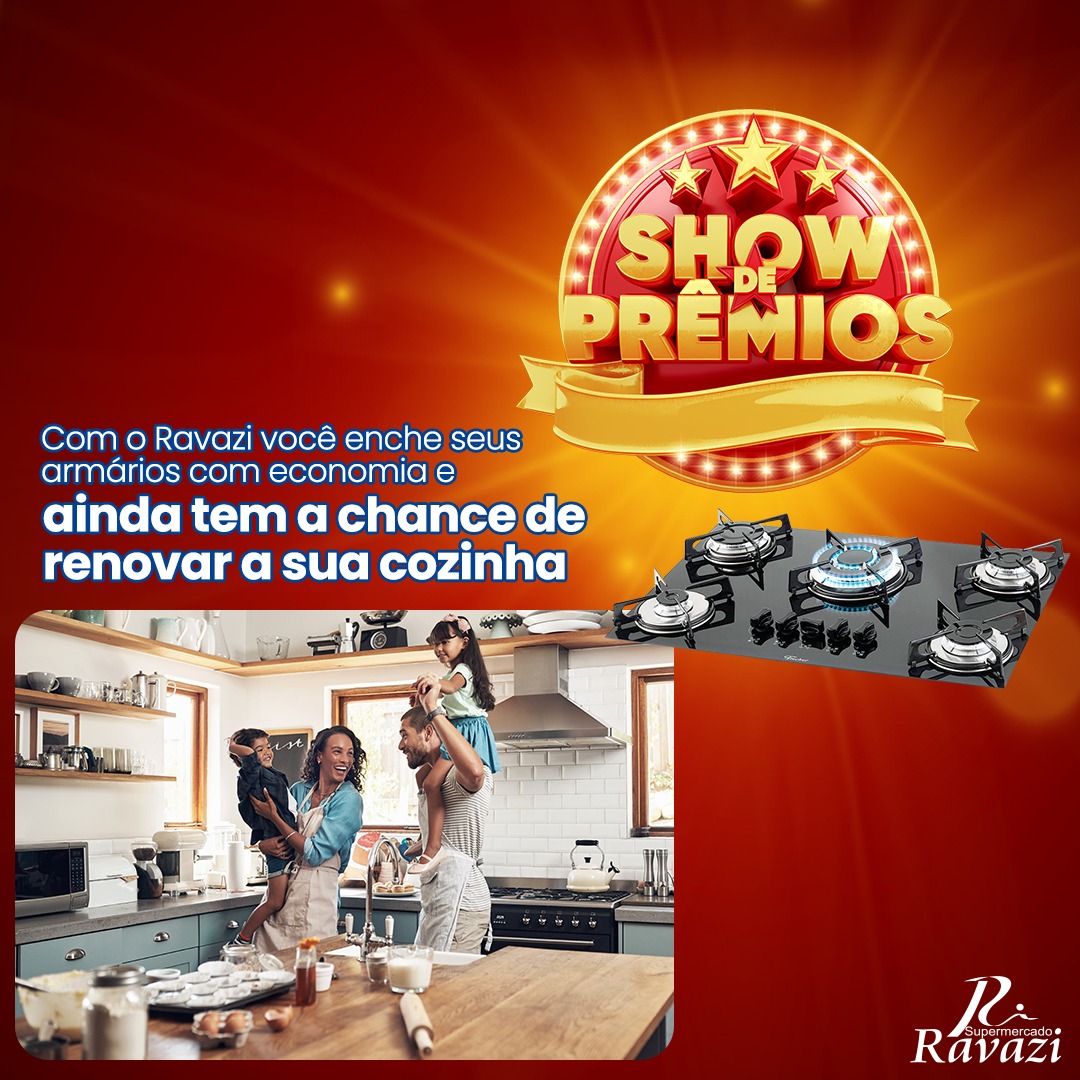 SHOW
DE
PRÊMIOS
Com o Ravazi você enche seus
armários com economia e
ainda tem a chance de
renovar a sua cozinha
Fischer
R
Supermercado
Ravazi